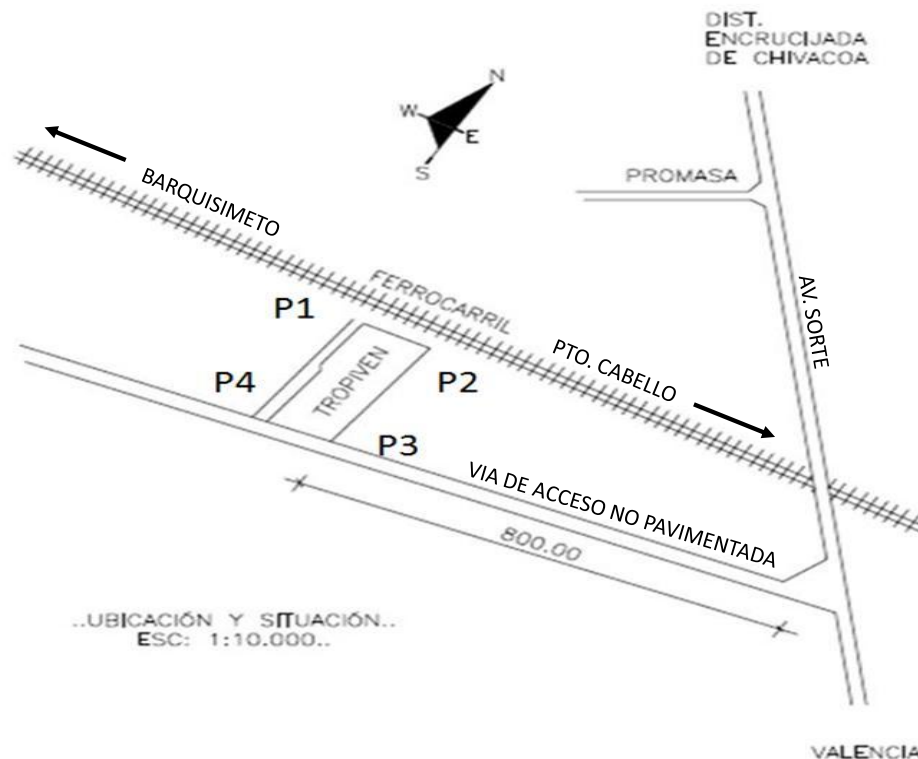 DIST.
ENCRUCIJADA
DE CHIVACOA
N
W
E
S
PROMASA
BARQUISIMETO
FERROCARRIL
AV. SORTE
P1
PTO. CABELLO
P4
TROPIVEN
P2
P3
VIA DE ACCESO NO PAVIMENTADA
800.00
..UBICACIÓN Y SITUACIÓN..
ESC: 1:10.000..
VALENCIA